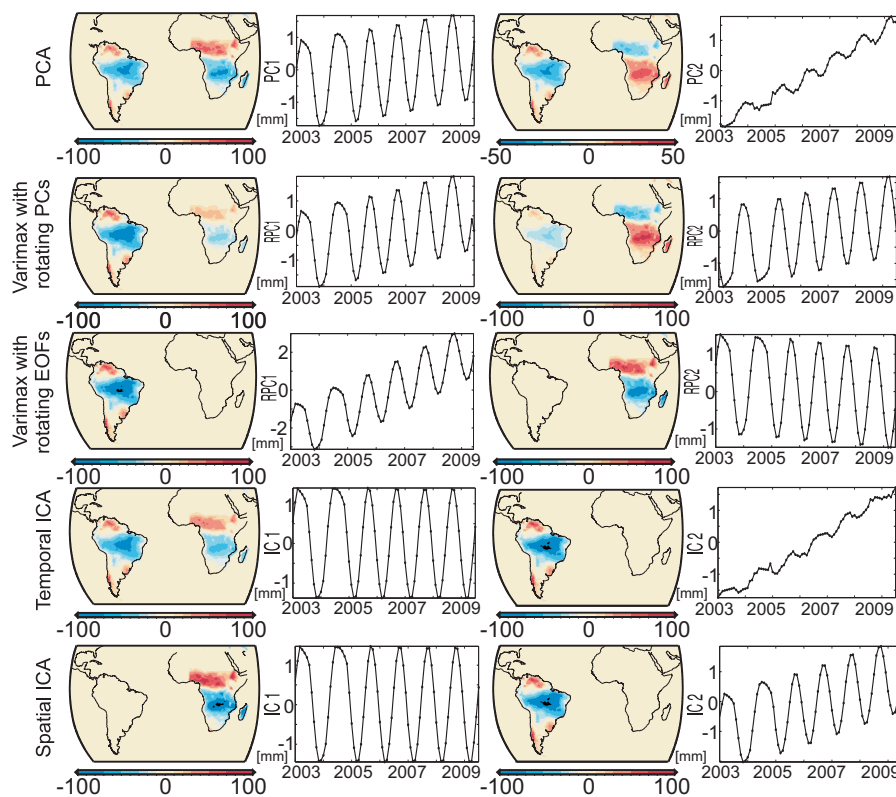 PCA
PC1
1
0
-1
[mm]
2003 2005 2007 2009
-100 0 100
PC2
1
0
-1
[mm]
2003 2005 2007 2009
-50 0 50
Varimax with
rotating PCs
RPC1
1
0
-1
[mm]
2003 2005 2007 2009
-100 0 100
RPC2
1
0
-1
[mm]
2003 2005 2007 2009
-100 0 100
Varimax with
rotating EOFs
RPC1
2
0
-2
[mm]
2003 2005 2007 2009
-100 0 100
RPC2
1
0
-1
[mm]
2003 2005 2007 2009
-100 0 100
Temporal ICA
IC 1
1
0
-1
[mm]
2003 2005 2007 2009
-100 0 100
IC 2
1
0
-1
[mm]
2003 2005 2007 2009
-100 0 100
Spatial ICA
IC 1
1
0
-1
[mm]
2003 2005 2007 2009
-100 0 100
IC 2
1
0
-1
[mm]
2003 2005 2007 2009
-100 0 100